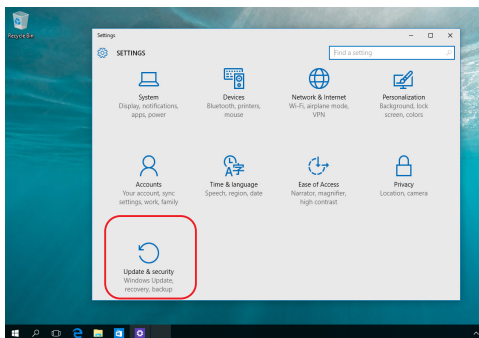 Recycle Bin
Settings
SETTINGS
Find a setting
System
Display, notifications,
apps, power
Devices
Bluetooth, printers,
mouse
Network & Internet
Wi-Fi, airplane mode,
VPN
Personalization
Background, lock
screen, colors
Accounts
Your account, sync
settings, work, family
Time & language
Speech, region, date
Ease of Access
Narrator, magnifier,
high contrast
Privacy
Location, camera
Update & security
Windows Update,
recovery, backup